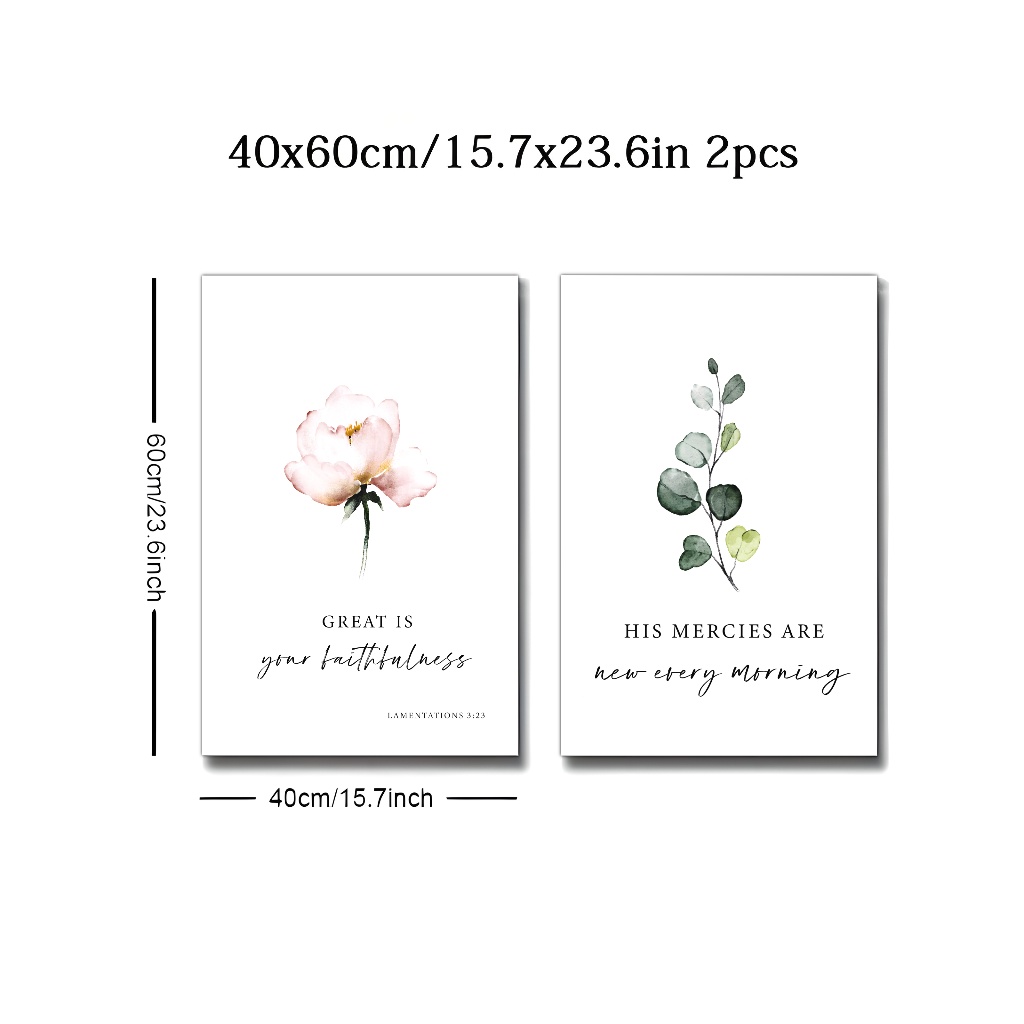 40x60cm/15.7x23.6in 2pcs
60cm/23.6inch
GREAT IS
your faithfulness
LAMENTATIONS 3:23
HIS MERCIES ARE
new every morning
40cm/15.7inch